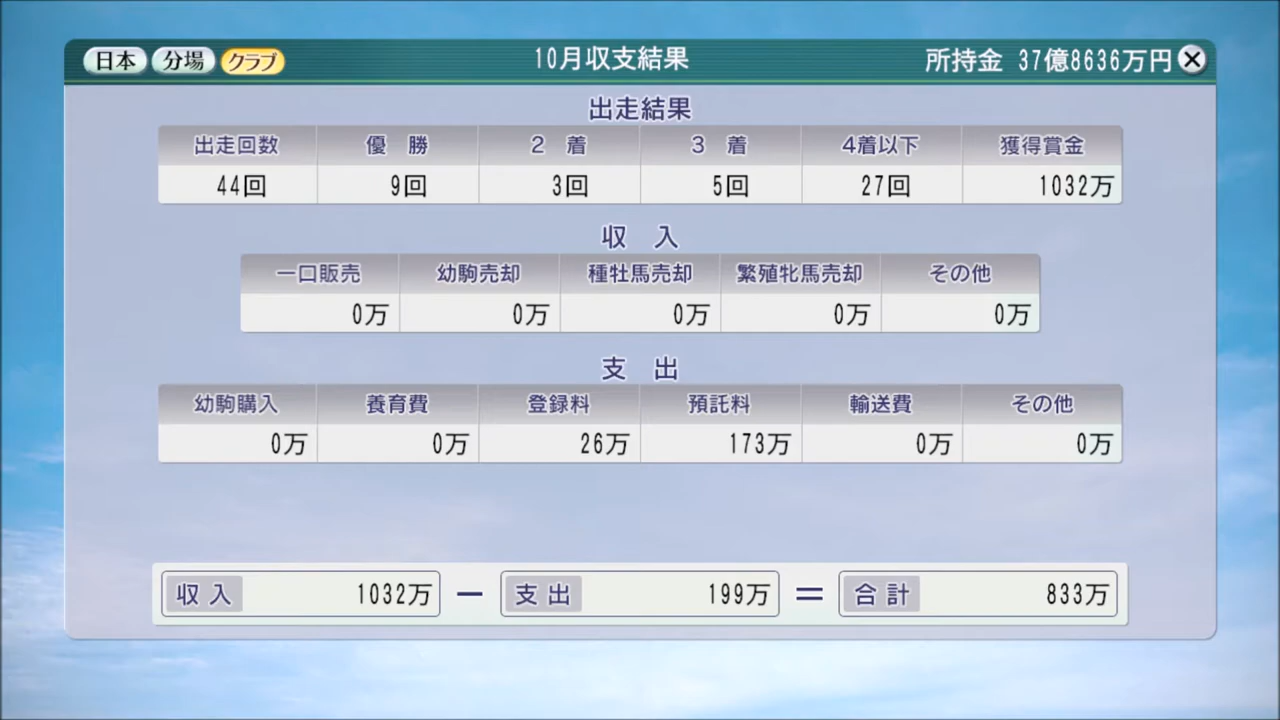 日本 分場 クラブ 10月収支結果 所持金 37億8636万円
出走結果
出走回数 優 勝 2 着 3 着 4着以下 獲得賞金
44回 9回 3回 5回 27回 1032万
収 入
一口販売 幼駒売却 種牡馬売却 繁殖牝馬売却 その他
0万 0万 0万 0万 0万
支 出
幼駒購入 養育費 登録料 預託料 輸送費 その他
0万 0万 26万 173万 0万 0万
収入 1032万 － 支出 199万 ＝ 合計 833万